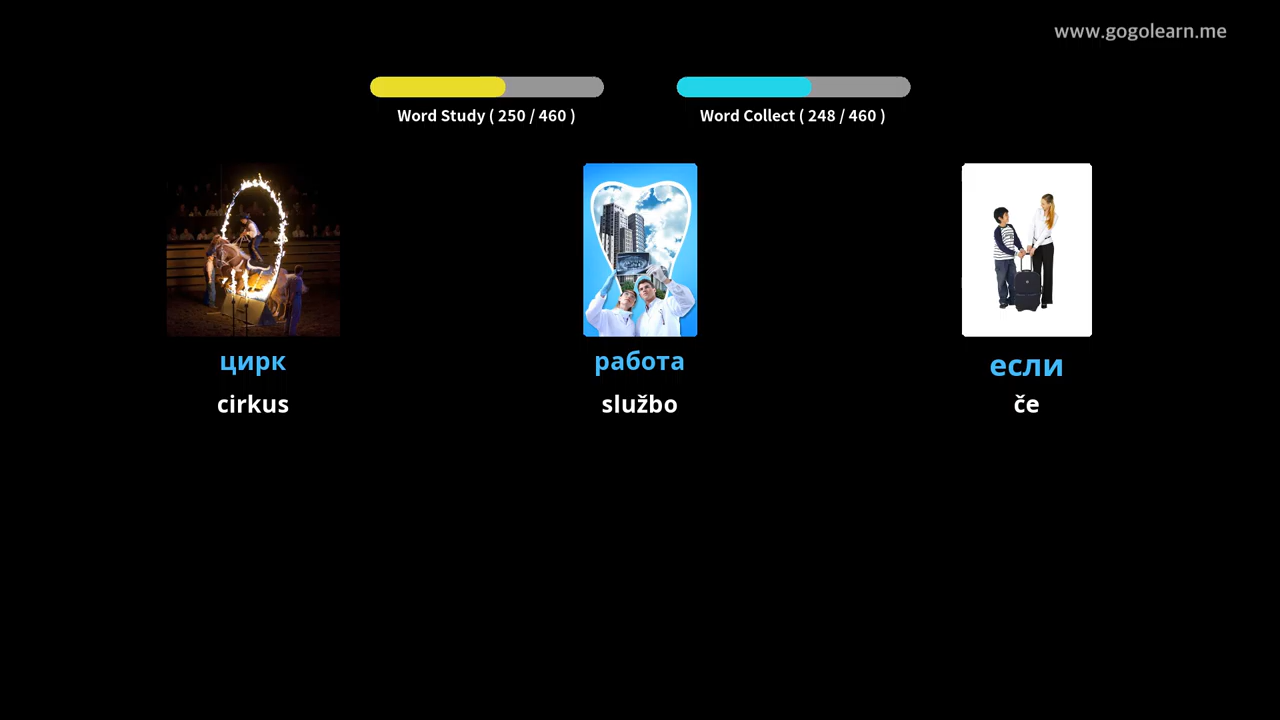 www.gogolearn.me
Word Study ( 250 / 460 )
Word Collect ( 248 / 460 )
цирк
cirkus
работа
službo
если
če